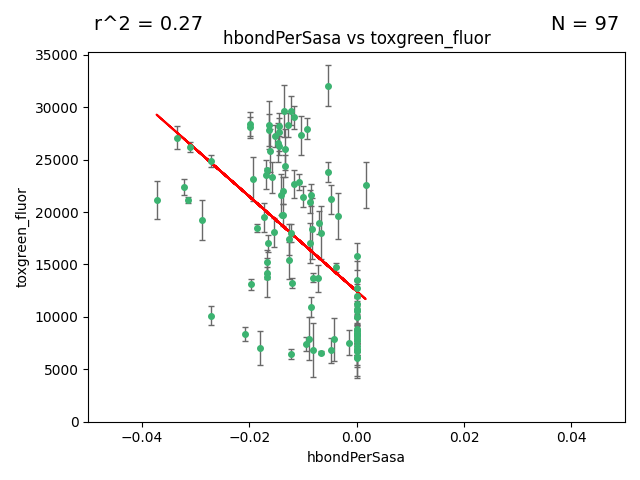 r^2 = 0.27
N = 97
hbondPerSasa vs toxgreen_fluor
35000
30000
25000
20000
15000
10000
5000
0
toxgreen_fluor
−0.04
−0.02
0.00
0.02
0.04
hbondPerSasa